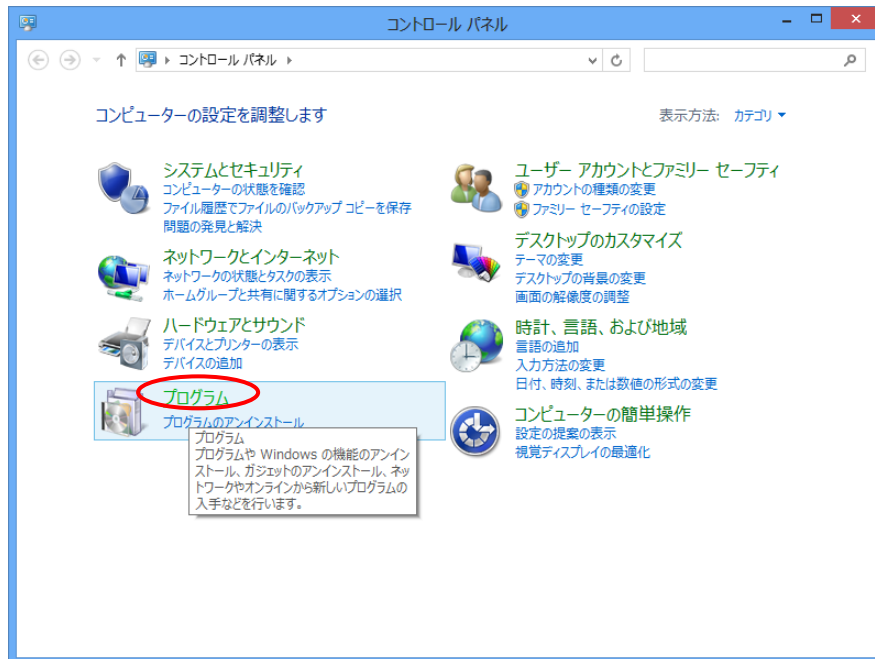 コントロール パネル
コントロール パネル
コンピューターの設定を調整します
表示方法: カテゴリ
システムとセキュリティ
コンピューターの状態を確認
ファイル履歴でファイルのバックアップ コピーを保存
問題の発見と解決
ネットワークとインターネット
ネットワークの状態とタスクの表示
ホームグループと共有に関するオプションの選択
ハードウェアとサウンド
デバイスとプリンターの表示
デバイスの追加
プログラム
プログラムのアンインストール
プログラム
プログラムや Windows の機能のアンイン
ストール、ガジェットのアンインストール、ネッ
トワークやオンラインから新しいプログラムの
入手などを行います。
ユーザー アカウントとファミリー セーフティ
アカウントの種類の変更
ファミリー セーフティの設定
デスクトップのカスタマイズ
テーマの変更
デスクトップの背景の変更
画面の解像度の調整
時計、言語、および地域
言語の追加
入力方法の変更
日付、時刻、または数値の形式の変更
コンピューターの簡単操作
設定の提案の表示
視覚ディスプレイの最適化